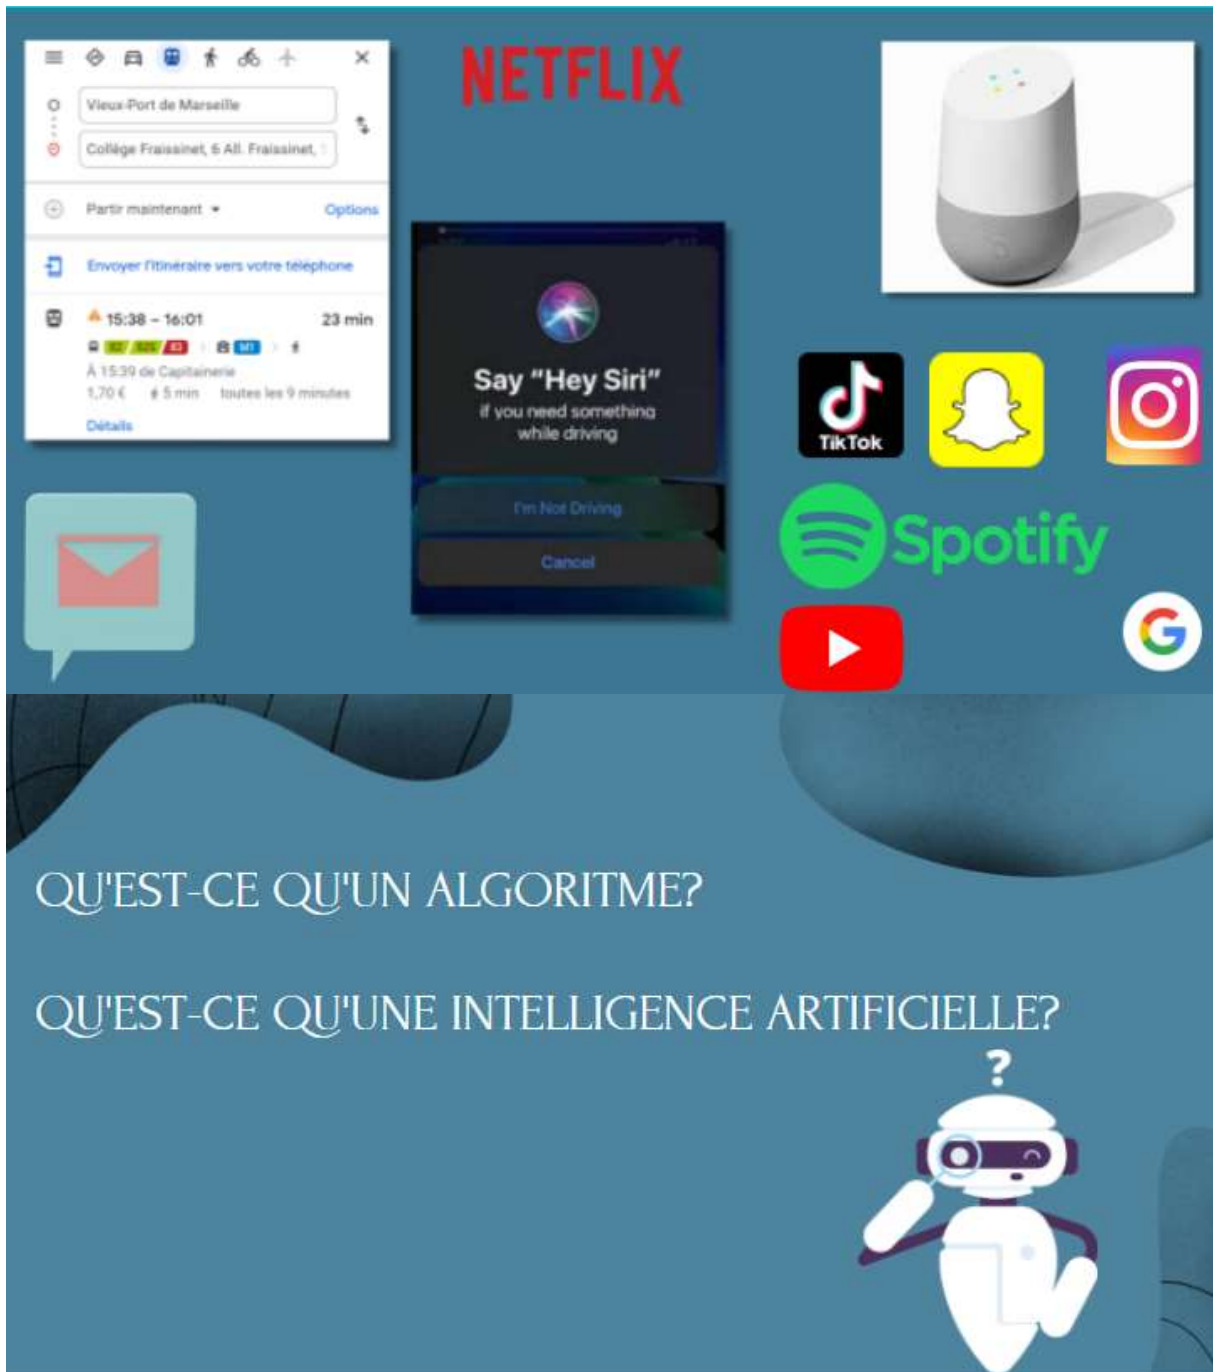 NETFLIX
Vieux-Port de Marseille
Collège Fraissinet, 6 All. Fraissinet,
Partir maintenant
Options
Envoyer l'itinéraire vers votre téléphone
15:38 – 16:01
23 min
82 / 82S / 83 M1
À 15:39 de Capitainerie
1,70 € 5 min toutes les 9 minutes
Détails
Say "Hey Siri"
if you need something
while driving
I'm Not Driving
Cancel
TikTok
Spotify
G
QU'EST-CE QU'UN ALGORITME?
QU'EST-CE QU'UNE INTELLIGENCE ARTIFICIELLE?
?